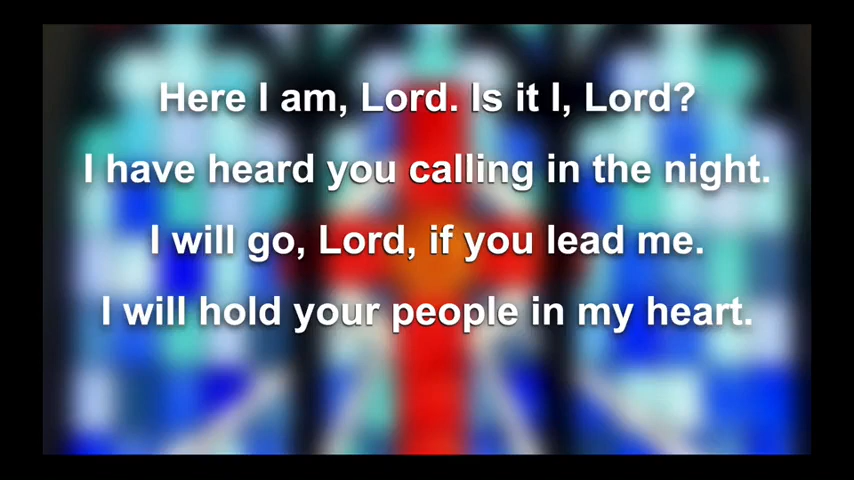 Here I am, Lord. Is it I, Lord?
I have heard you calling in the night.
I will go, Lord, if you lead me.
I will hold your people in my heart.